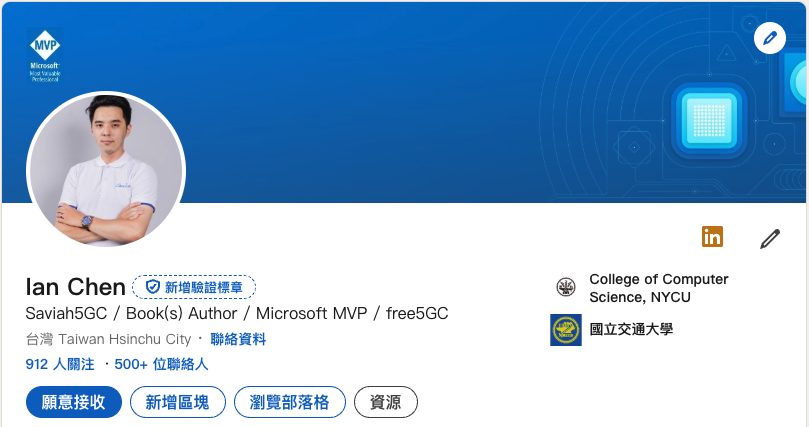 MVP
Microsoft
Most Valuable
Professional
in
Ian Chen 新增驗證標章
Saviah5GC / Book(s) Author / Microsoft MVP / free5GC
台灣 Taiwan Hsinchu City · 聯絡資料
912 人關注 · 500+ 位聯絡人
願意接收 新增區塊 瀏覽部落格 資源
College of Computer
Science, NYCU
國立交通大學